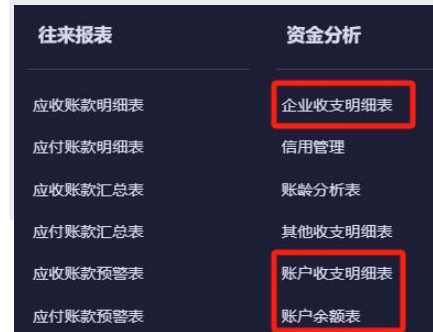 往来报表
应收账款明细表
应付账款明细表
应收账款汇总表
应付账款汇总表
应收账款预警表
应付账款预警表
资金分析
企业收支明细表
信用管理
账龄分析表
其他收支明细表
账户收支明细表
账户余额表